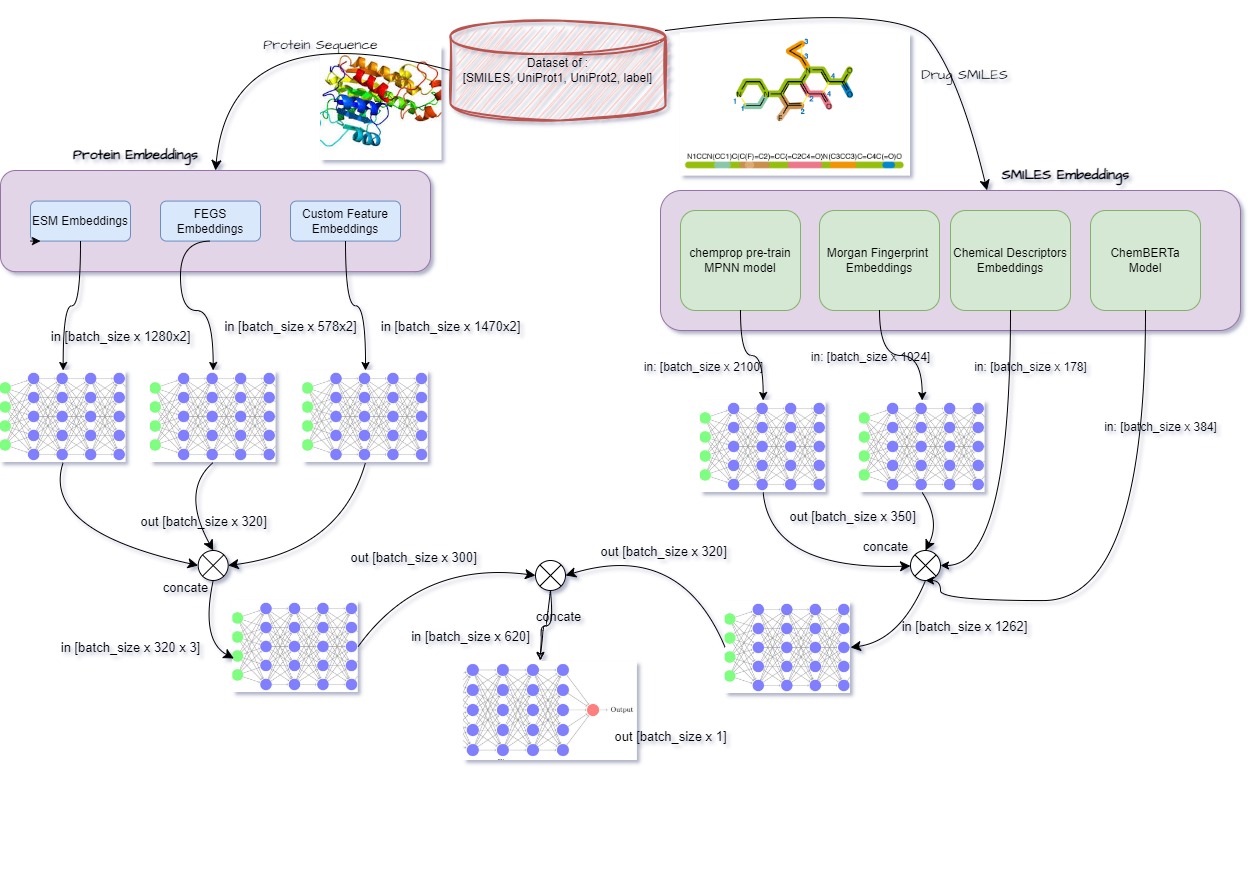 Protein Sequence
Dataset of :
[SMILES, UniProt1, UniProt2, label]
Drug SMILES
N1CCN(CC1)C(C(F)=C2)=CC(=C2C4=O)N(C3CC3)C=C4C(=O)O
Protein Embeddings
SMILES Embeddings
ESM Embeddings
FEGS
Embeddings
Custom Feature
Embeddings
chemprop pre-train
MPNN model
Morgan Fingerprint
Embeddings
Chemical Descriptors
Embeddings
ChemBERTa
Model
in [batch_size x 1280x2]
in [batch_size x 578x2]
in [batch_size x 1470x2]
in: [batch_size x 2100]
in: [batch_size x 1024]
in: [batch_size x 178]
in: [batch_size x 384]
out [batch_size x 320]
out [batch_size x 350]
concate
concate
out [batch_size x 300]
out [batch_size x 320]
concate
in [batch_size x 320 x 3]
in [batch_size x 620]
in [batch_size x 1262]
Output
out [batch_size x 1]